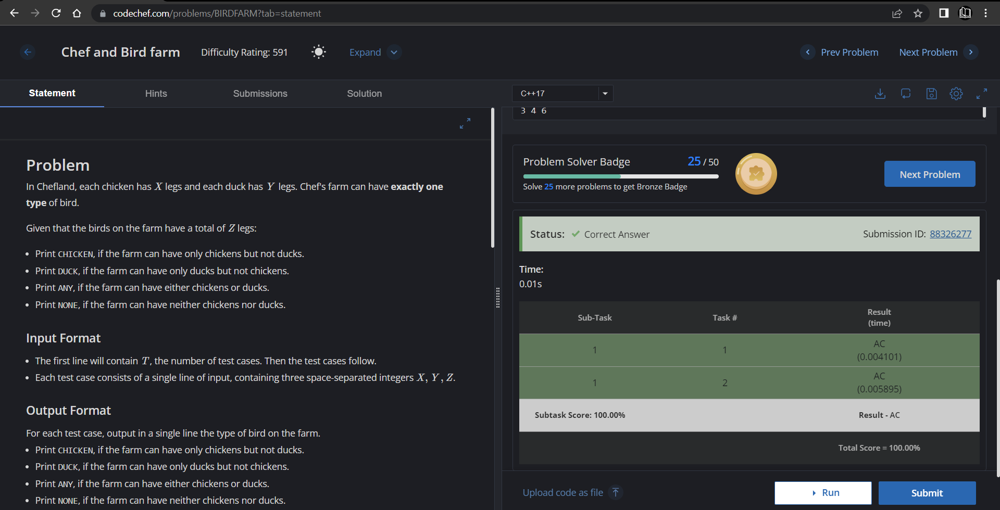 codechef.com/problems/BIRDFARM?tab=statement
Chef and Bird farm
Difficulty Rating: 591
Expand
Prev Problem
Next Problem
Statement
Hints
Submissions
Solution
Problem
In Chefland, each chicken has X legs and each duck has Y legs. Chef's farm can have exactly one
type of bird.
Given that the birds on the farm have a total of Z legs:
• Print CHICKEN, if the farm can have only chickens but not ducks.
• Print DUCK, if the farm can have only ducks but not chickens.
• Print ANY, if the farm can have either chickens or ducks.
• Print NONE, if the farm can have neither chickens nor ducks.
Input Format
• The first line will contain T, the number of test cases. Then the test cases follow.
• Each test case consists of a single line of input, containing three space-separated integers X, Y, Z.
Output Format
For each test case, output in a single line the type of bird on the farm.
• Print CHICKEN, if the farm can have only chickens but not ducks.
• Print DUCK, if the farm can have only ducks but not chickens.
• Print ANY, if the farm can have either chickens or ducks.
• Print NONE, if the farm can have neither chickens nor ducks.
C++17
3 4 6
Problem Solver Badge
25 / 50
Solve 25 more problems to get Bronze Badge
Next Problem
Status: ✓ Correct Answer
Submission ID: 88326277
Time:
0.01s
Sub-Task
Task #
Result
(time)
1
1
AC
(0.004101)
1
2
AC
(0.005895)
Subtask Score: 100.00%
Result - AC
Total Score = 100.00%
Upload code as file
Run
Submit